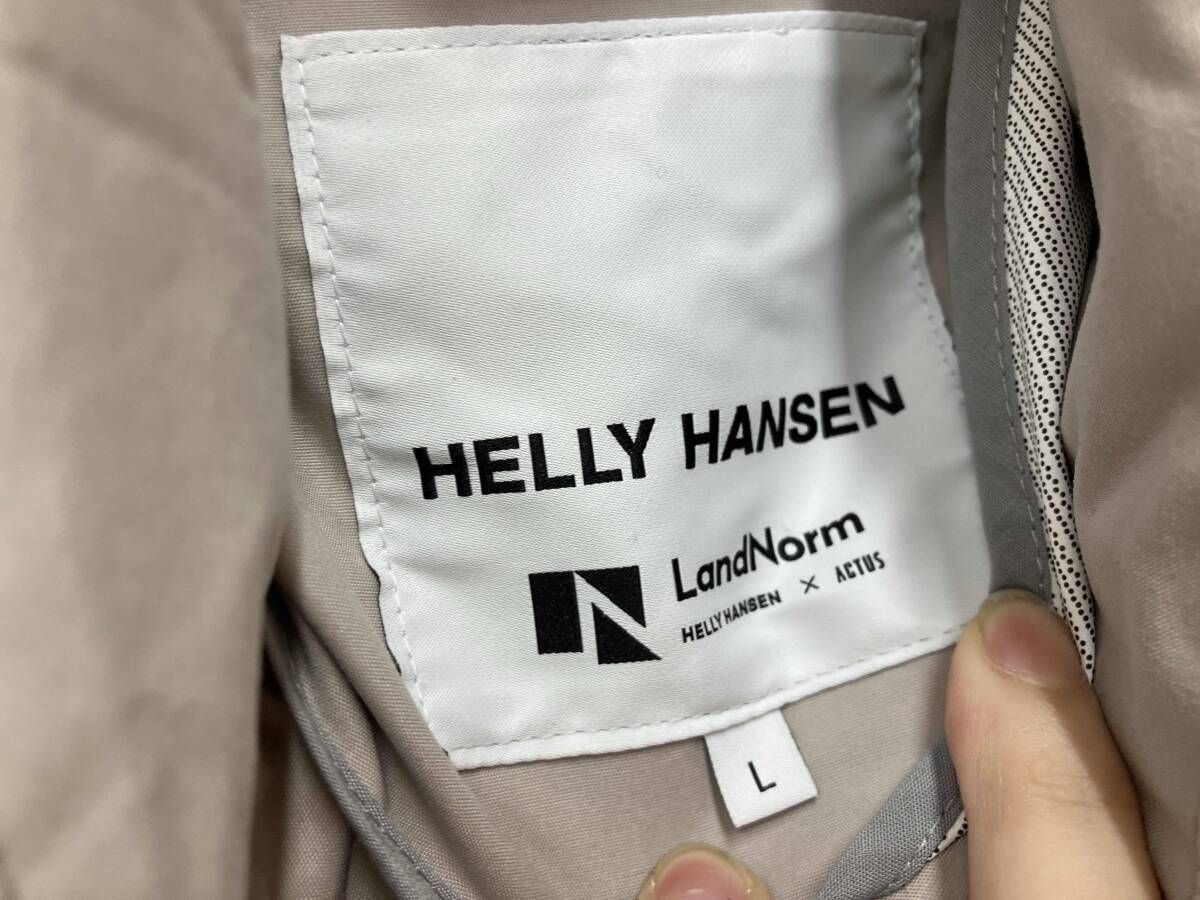 HELLY HANSEN
LandNorm
HELLY HANSEN × ACTUS
L